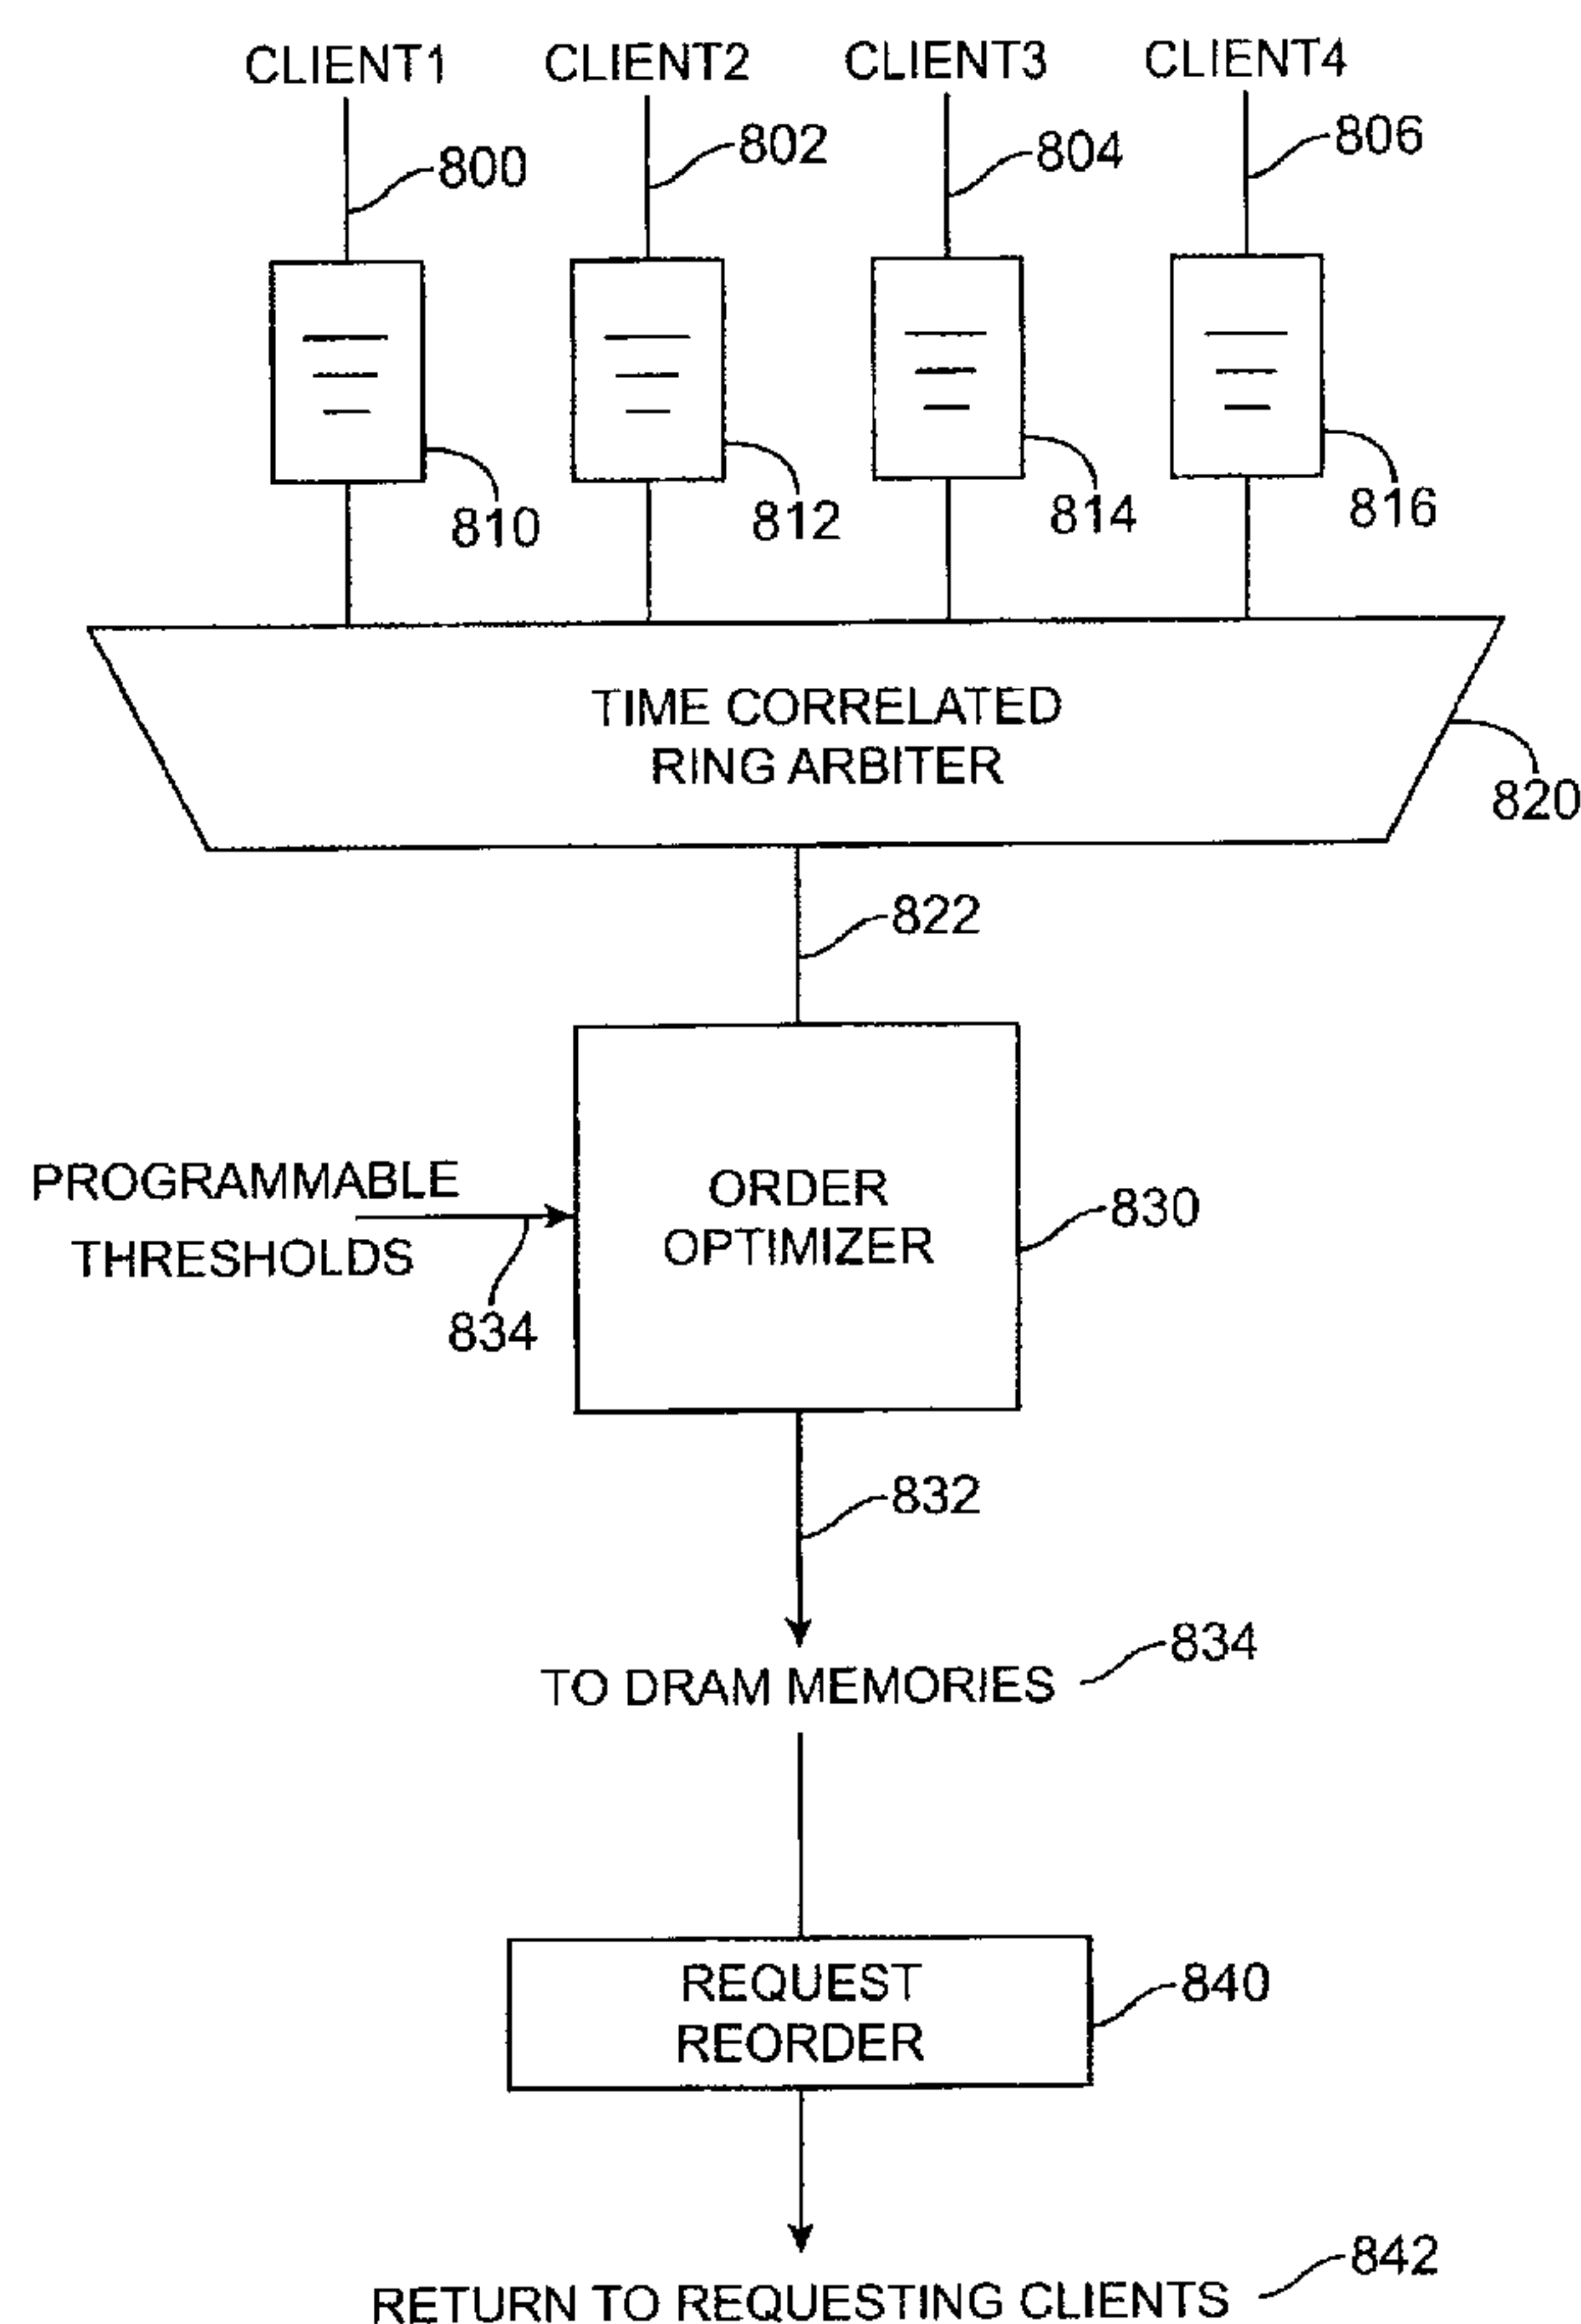 CLIENT1 CLIENT2 CLIENT3 CLIENT4
800 802 804 806
810 812 814 816
TIME CORRELATED
RING ARBITER
820
822
PROGRAMMABLE
THRESHOLDS
834
ORDER
OPTIMIZER
830
832
TO DRAM MEMORIES
834
REQUEST
REORDER
840
842
RETURN TO REQUESTING CLIENTS